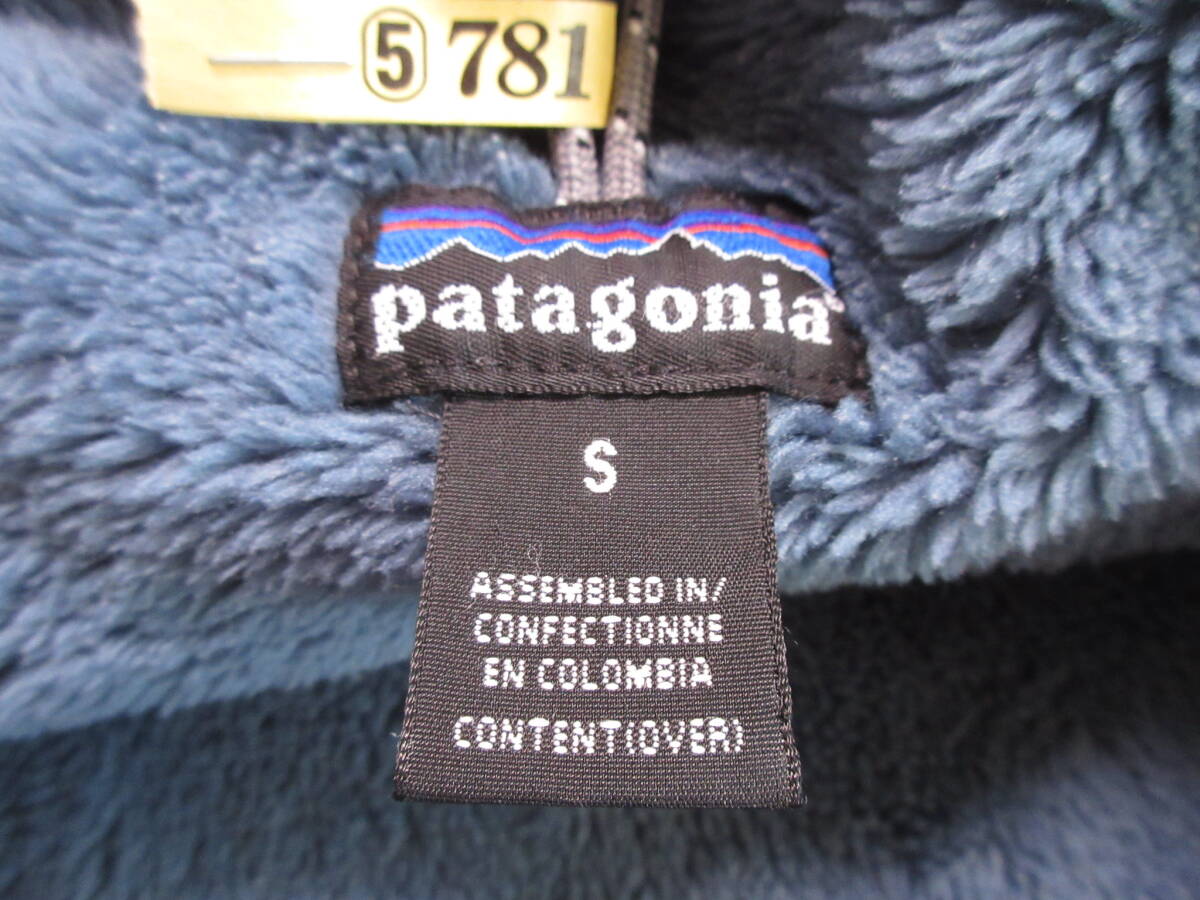 ⑤ 781
patagonia
S
ASSEMBLED IN/
CONFECTIONNE
EN COLOMBIA
CONTENT(OVER)